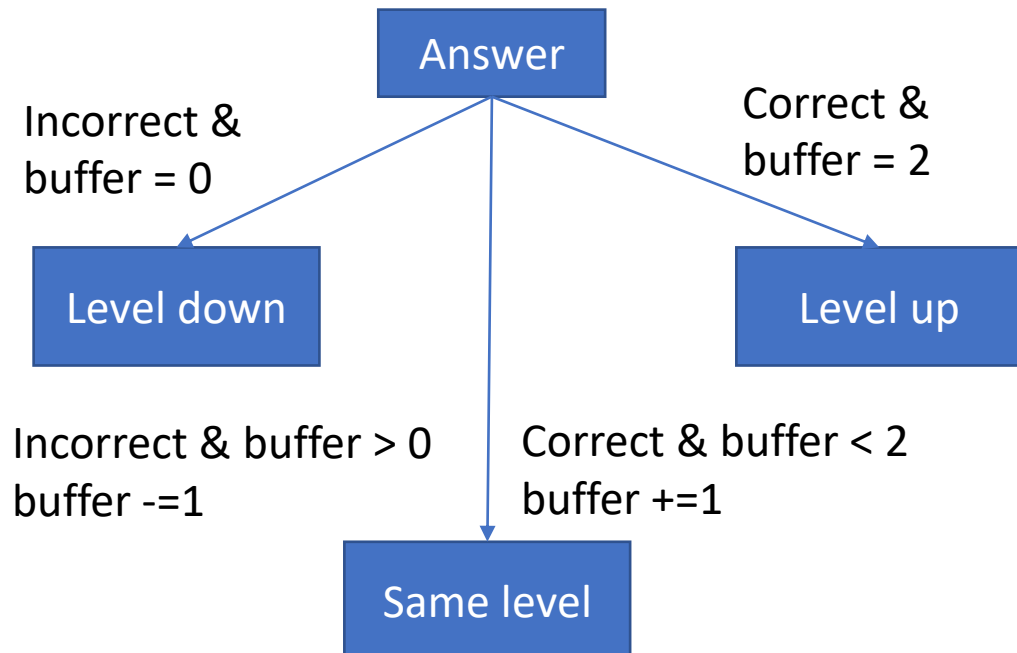 Answer
Incorrect &
buffer = 0
Correct &
buffer = 2
Level down
Level up
Incorrect & buffer > 0
buffer -=1
Correct & buffer < 2
buffer +=1
Same level